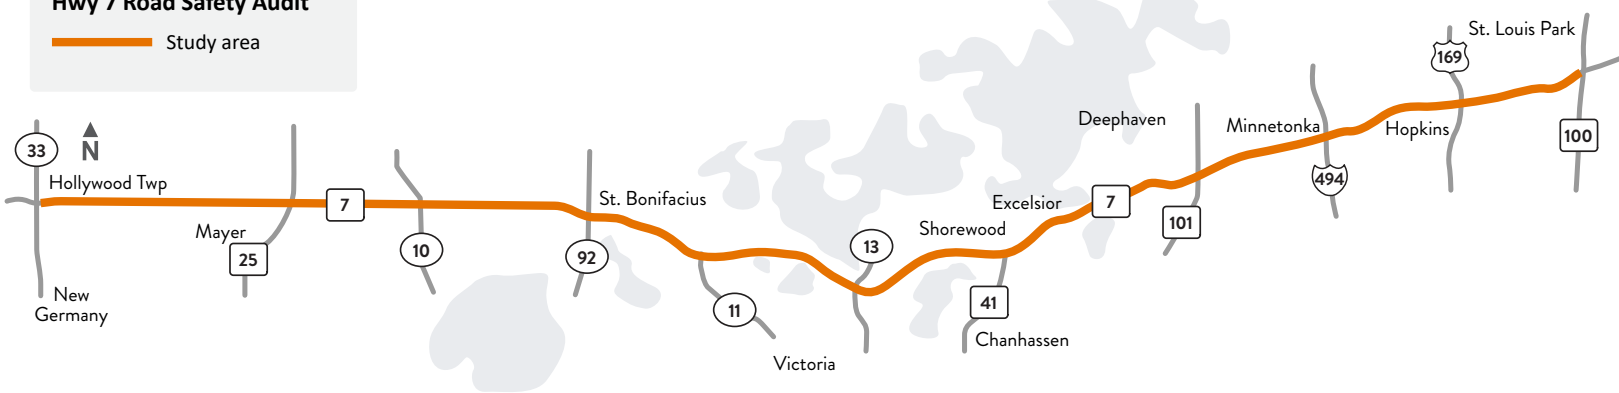 Hwy 7 Road Safety Audit
Study area
33
N
Hollywood Twp
New
Germany
Mayer
25
7
10
92
St. Bonifacius
11
Victoria
13
Shorewood
Excelsior
41
Chanhassen
7
Deephaven
101
Minnetonka
494
Hopkins
169
St. Louis Park
100